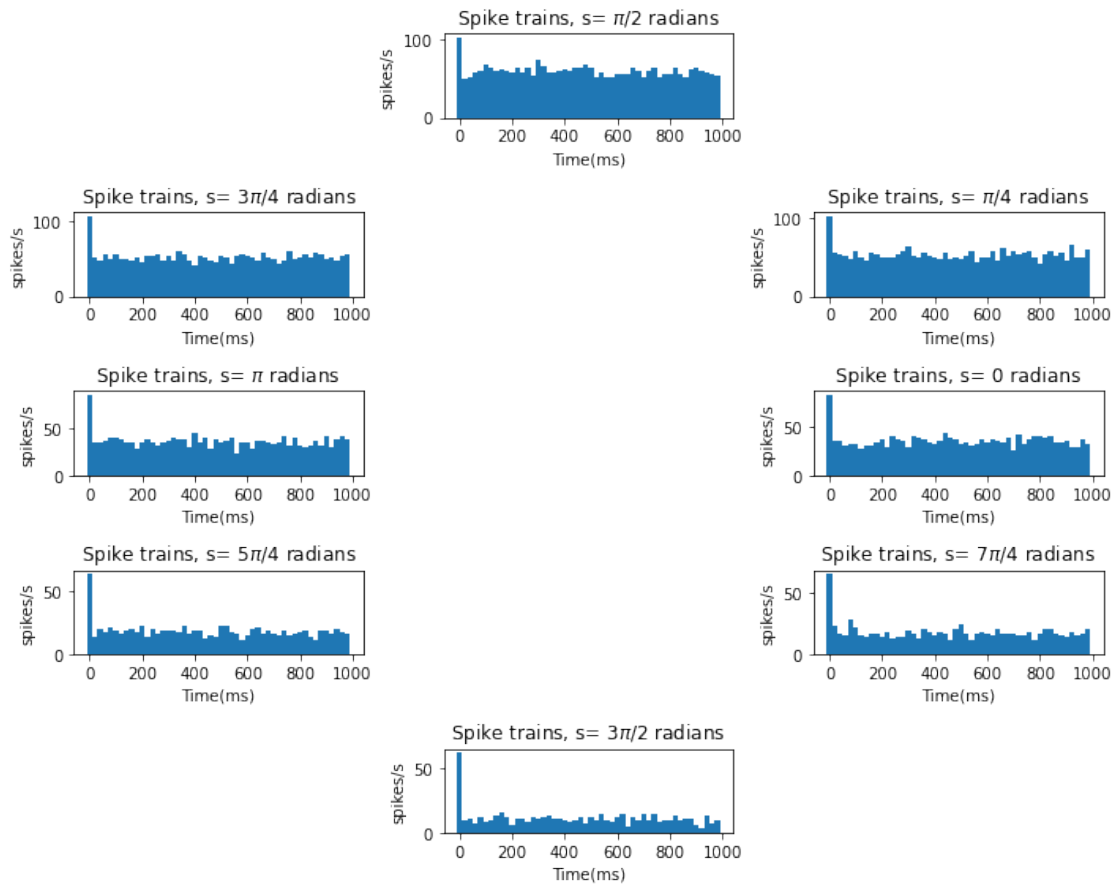 Spike trains, s= π/2 radians
100
0
spikes/s
0 200 400 600 800 1000
Time(ms)
Spike trains, s= 3π/4 radians
100
0
spikes/s
0 200 400 600 800 1000
Time(ms)
Spike trains, s= π/4 radians
100
0
spikes/s
0 200 400 600 800 1000
Time(ms)
Spike trains, s= π radians
50
0
spikes/s
0 200 400 600 800 1000
Time(ms)
Spike trains, s= 0 radians
50
0
spikes/s
0 200 400 600 800 1000
Time(ms)
Spike trains, s= 5π/4 radians
50
0
spikes/s
0 200 400 600 800 1000
Time(ms)
Spike trains, s= 7π/4 radians
50
0
spikes/s
0 200 400 600 800 1000
Time(ms)
Spike trains, s= 3π/2 radians
50
0
spikes/s
0 200 400 600 800 1000
Time(ms)